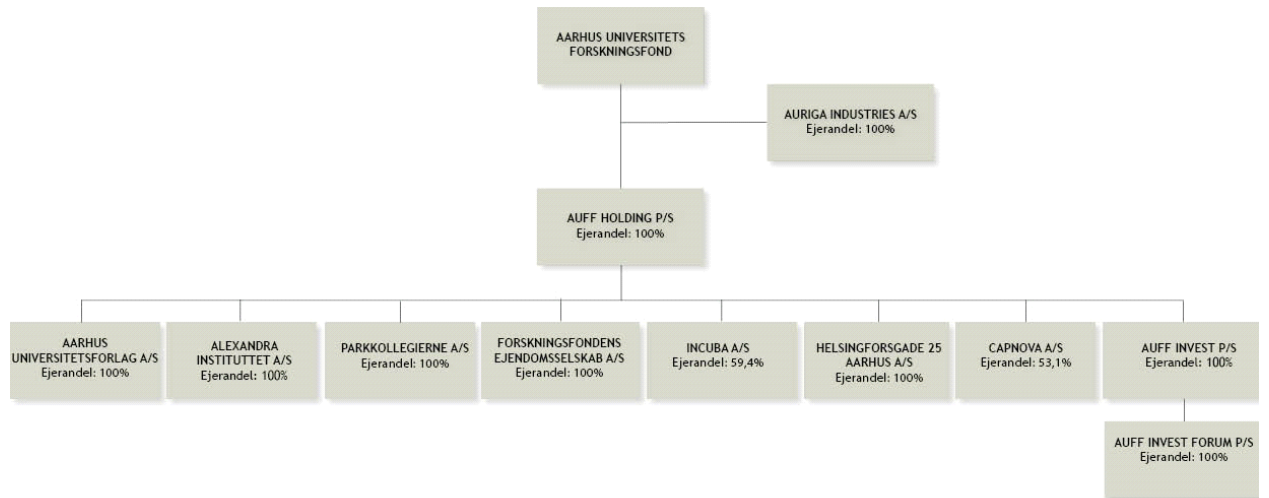 AARHUS UNIVERSITETS
FORSKNINGSFOND
AURIGA INDUSTRIES A/S
Ejerandel: 100%
AUFF HOLDING P/S
Ejerandel: 100%
AARHUS
UNIVERSITETSFORLAG A/S
Ejerandel: 100%
ALEXANDRA
INSTITUTTET A/S
Ejerandel: 100%
PARKKOLLEGIERNE A/S
Ejerandel: 100%
FORSKNINGSFONDENS
EJENDOMSSELSKAB A/S
Ejerandel: 100%
INCUBA A/S
Ejerandel: 59,4%
HELSINGFORSGADE 25
AARHUS A/S
Ejerandel: 100%
CAPNOVA A/S
Ejerandel: 53,1%
AUFF INVEST P/S
Ejerandel: 100%
AUFF INVEST FORUM P/S
Ejerandel: 100%